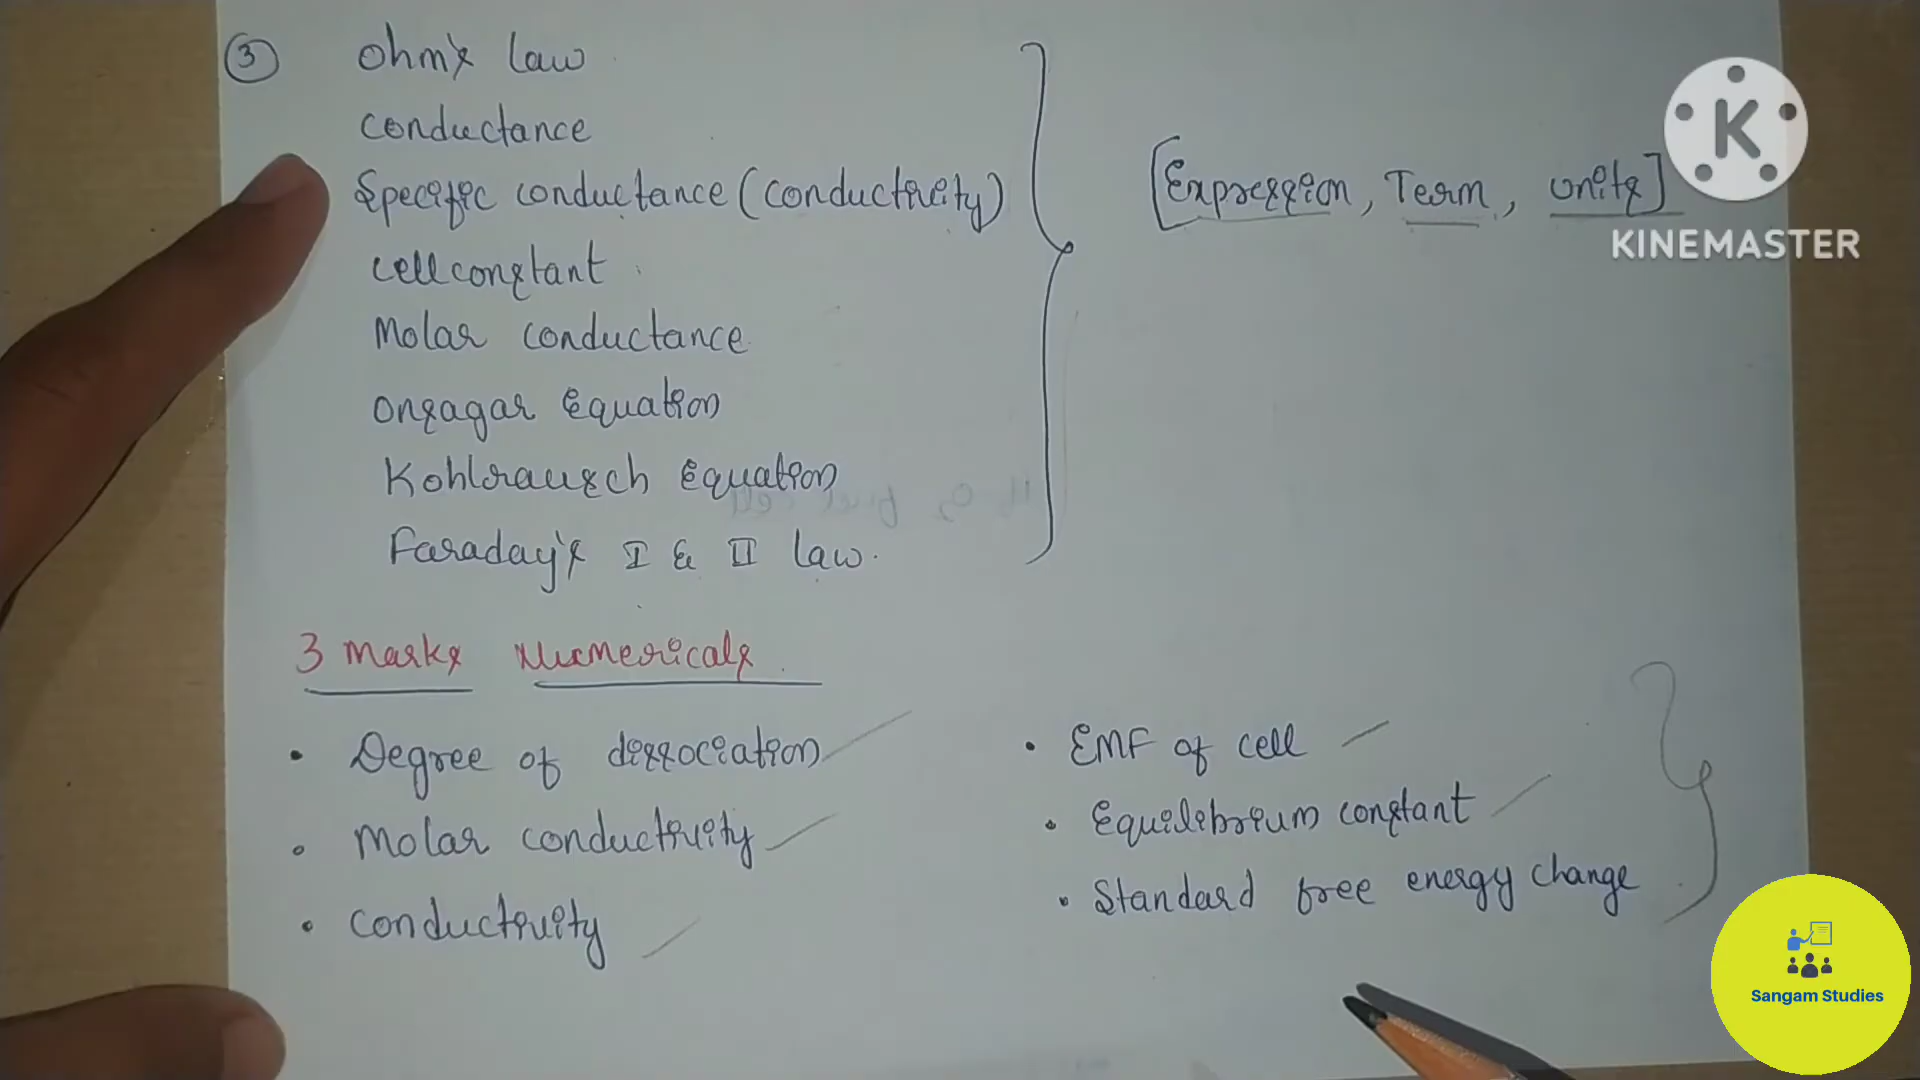 3 ohm's law
conductance
Specific conductance (conductivity)
cell constant
Molar conductance
Onsagar Equation
Kohlrausch Equation
Faraday's I & II law.
[Expression, Term, units]
K
KINEMASTER
3 Marks Numericals
• Degree of dissociation
• Molar conductivity
• Conductivity
• EMF of cell
• Equilibrium constant
• Standard free energy change
Sangam Studies